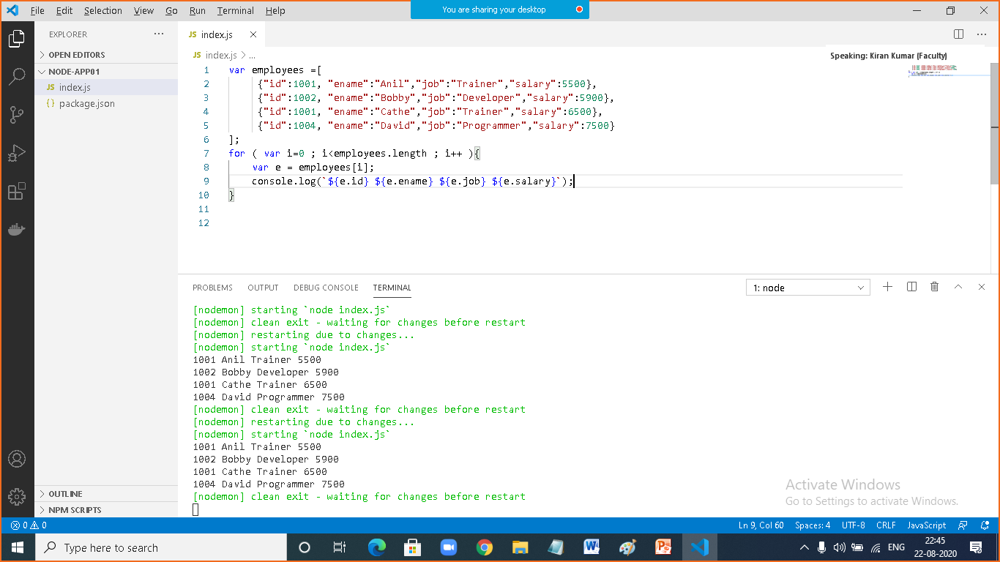 File Edit Selection View Go Run Terminal Help
You are sharing your desktop
EXPLORER
OPEN EDITORS
NODE-APP01
JS index.js
{} package.json
OUTLINE
NPM SCRIPTS
JS index.js
JS index.js > ...
Speaking: Kiran Kumar (Faculty)
1 var employees =[
2 {"id":1001, "ename":"Anil","job":"Trainer","salary":5500},
3 {"id":1002, "ename":"Bobby","job":"Developer","salary":5900},
4 {"id":1001, "ename":"Cathe","job":"Trainer","salary":6500},
5 {"id":1004, "ename":"David","job":"Programmer","salary":7500}
6 ];
7 for ( var i=0 ; i<employees.length ; i++ ){
8 var e = employees[i];
9 console.log(`${e.id} ${e.ename} ${e.job} ${e.salary}`);
10 }
11
12
PROBLEMS OUTPUT DEBUG CONSOLE TERMINAL
1: node
[nodemon] starting `node index.js`
[nodemon] clean exit - waiting for changes before restart
[nodemon] restarting due to changes...
[nodemon] starting `node index.js`
1001 Anil Trainer 5500
1002 Bobby Developer 5900
1001 Cathe Trainer 6500
1004 David Programmer 7500
[nodemon] clean exit - waiting for changes before restart
[nodemon] restarting due to changes...
[nodemon] starting `node index.js`
1001 Anil Trainer 5500
1002 Bobby Developer 5900
1001 Cathe Trainer 6500
1004 David Programmer 7500
[nodemon] clean exit - waiting for changes before restart
Activate Windows
Go to Settings to activate Windows.
0 0
Ln 9, Col 60 Spaces: 4 UTF-8 CRLF JavaScript
Type here to search
ENG
22:45
22-08-2020